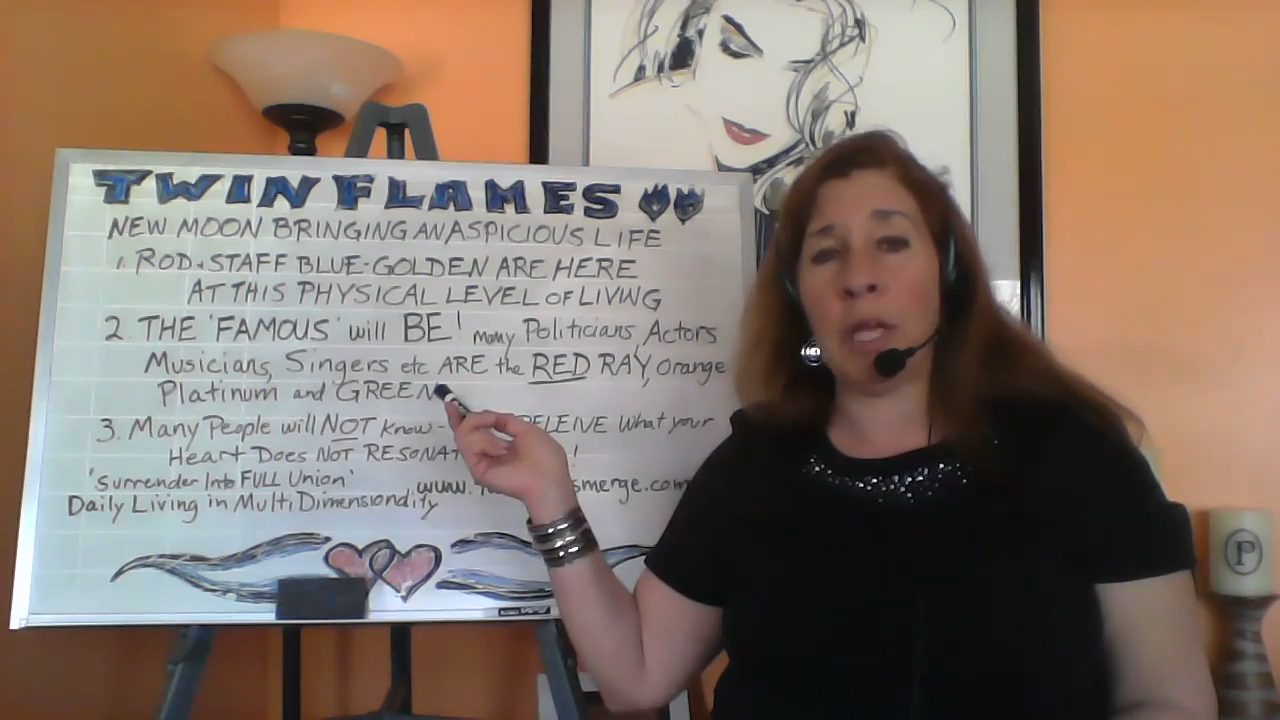 TWIN FLAMES
NEW MOON BRINGING AN ASPICIOUS LIFE
1. ROD + STAFF BLUE-GOLDEN ARE HERE
AT THIS PHYSICAL LEVEL OF LIVING
2. THE 'FAMOUS' will BE! many Politicians, Actors
Musicians, Singers etc ARE the RED RAY, orange
Platinum and 'GREEN
3. Many People will NOT know - BELEIVE What your
Heart Does NOT RESONAT !
'Surrender Into FULL Union'
www. smerge.com
Daily Living in MultiDimensiondity
P